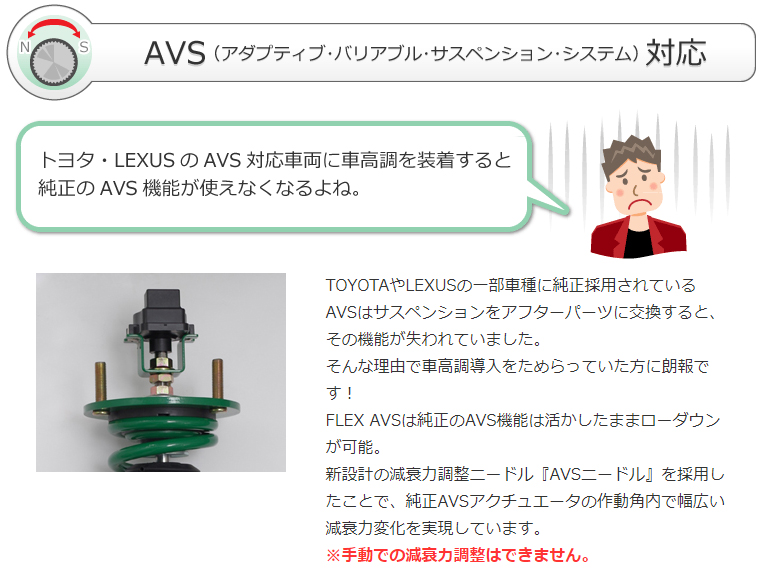 N S
AVS（アダプティブ・バリアブル・サスペンション・システム）対応
トヨタ・LEXUS の AVS 対応車両に車高調を装着すると
純正の AVS 機能が使えなくなるよね。
TOYOTAやLEXUSの一部車種に純正採用されている
AVSはサスペンションをアフターパーツに交換すると、
その機能が失われていました。
そんな理由で車高調導入をためらっていた方に朗報で
す！
FLEX AVSは純正のAVS機能は活かしたままローダウン
が可能。
新設計の減衰力調整ニードル『AVSニードル』を採用し
たことで、純正AVSアクチュエータの作動角内で幅広い
減衰力変化を実現しています。
※手動での減衰力調整はできません。